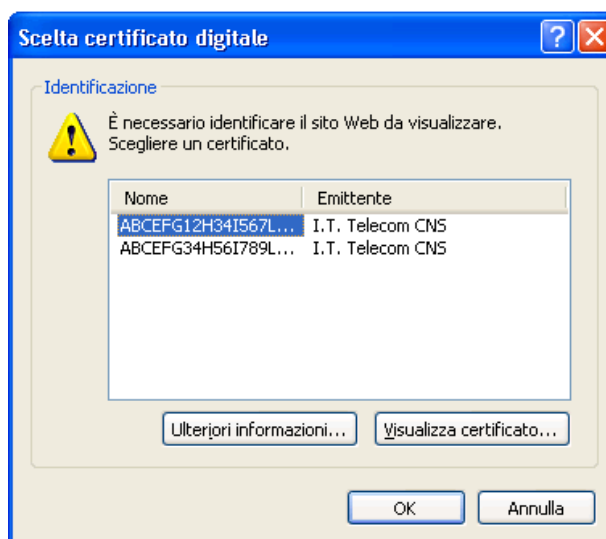 Scelta certificato digitale
Identificazione
È necessario identificare il sito Web da visualizzare.
Scegliere un certificato.
Nome Emittente
ABCEFG12H34I567L... I.T. Telecom CNS
ABCEFG34H56I789L... I.T. Telecom CNS
Ulteriori informazioni... Visualizza certificato...
OK Annulla